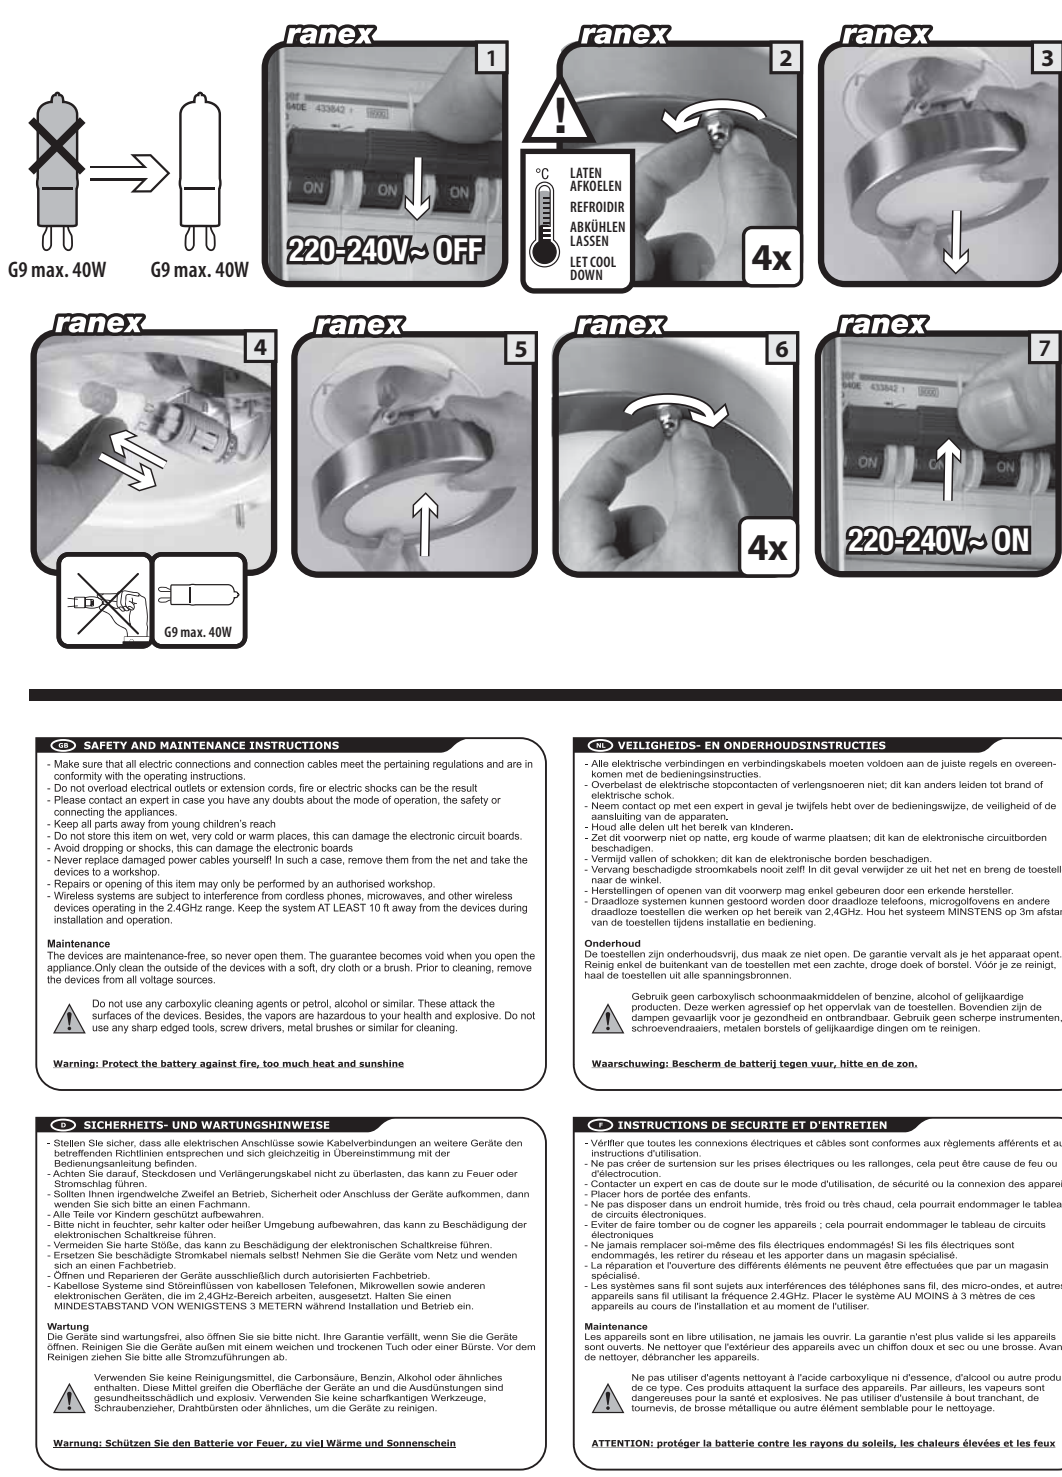 ranex
1
220-240V~ OFF
ranex
2
°C
LATEN
AFKOELEN
REFROIDIR
ABKÜHLEN
LASSEN
LET COOL
DOWN
4x
ranex
3
G9 max. 40W
G9 max. 40W
ranex
4
G9 max. 40W
ranex
5
ranex
6
4x
ranex
7
220-240V~ ON
GB SAFETY AND MAINTENANCE INSTRUCTIONS
- Make sure that all electric connections and connection cables meet the pertaining regulations and are in
conformity with the operating instructions.
- Do not overload electrical outlets or extension cords, fire or electric shocks can be the result
- Please contact an expert in case you have any doubts about the mode of operation, the safety or
connecting the appliances.
- Keep all parts away from young children's reach
- Do not store this item on wet, very cold or warm places, this can damage the electronic circuit boards.
- Avoid dropping or shocks, this can damage the electronic boards
- Never replace damaged power cables yourself! In such a case, remove them from the net and take the
devices to a workshop.
- Repairs or opening of this item may only be performed by an authorised workshop.
- Wireless systems are subject to interference from cordless phones, microwaves, and other wireless
devices operating in the 2.4GHz range. Keep the system AT LEAST 10 ft away from the devices during
installation and operation.
Maintenance
The devices are maintenance-free, so never open them. The guarantee becomes void when you open the
appliance.Only clean the outside of the devices with a soft, dry cloth or a brush. Prior to cleaning, remove
the devices from all voltage sources.
Do not use any carboxylic cleaning agents or petrol, alcohol or similar. These attack the
surfaces of the devices. Besides, the vapors are hazardous to your health and explosive. Do not
use any sharp edged tools, screw drivers, metal brushes or similar for cleaning.
Warning: Protect the battery against fire, too much heat and sunshine
NL VEILIGHEIDS- EN ONDERHOUDSINSTRUCTIES
- Alle elektrische verbindingen en verbindingskabels moeten voldoen aan de juiste regels en overeen-
komen met de bedieningsinstructies.
- Overbelast de elektrische stopcontacten of verlengsnoeren niet; dit kan anders leiden tot brand of
elektrische schok.
- Neem contact op met een expert in geval je twijfels hebt over de bedieningswijze, de veiligheid of de
aansluiting van de apparaten.
- Houd alle delen uit het bereik van kinderen.
- Zet dit voorwerp niet op natte, erg koude of warme plaatsen; dit kan de elektronische circuitborden
beschadigen.
- Vermijd vallen of schokken; dit kan de elektronische borden beschadigen.
- Vervang beschadigde stroomkabels nooit zelf! In dit geval verwijder ze uit het net en breng de toestell
naar de winkel.
- Herstellingen of openen van dit voorwerp mag enkel gebeuren door een erkende hersteller.
- Draadloze systemen kunnen gestoord worden door draadloze telefoons, microgolfovens en andere
draadloze toestellen die werken op het bereik van 2,4GHz. Hou het systeem MINSTENS op 3m afstan
van de toestellen tijdens installatie en bediening.
Onderhoud
De toestellen zijn onderhoudsvrij, dus maak ze niet open. De garantie vervalt als je het apparaat opent.
Reinig enkel de buitenkant van de toestellen met een zachte, droge doek of borstel. Vóór je ze reinigt,
haal de toestellen uit alle spanningsbronnen.
Gebruik geen carboxylisch schoonmaakmiddelen of benzine, alcohol of gelijkaardige
producten. Deze werken agressief op het oppervlak van de toestellen. Bovendien zijn de
dampen gevaarlijk voor je gezondheid en ontbrandbaar. Gebruik geen scherpe instrumenten,
schroevendraaiers, metalen borstels of gelijkaardige dingen om te reinigen.
Waarschuwing: Bescherm de batterij tegen vuur, hitte en de zon.
D SICHERHEITS- UND WARTUNGSHINWEISE
- Stellen Sie sicher, dass alle elektrischen Anschlüsse sowie Kabelverbindungen an weitere Geräte den
betreffenden Richtlinien entsprechen und sich gleichzeitig in Übereinstimmung mit der
Bedienungsanleitung befinden.
- Achten Sie darauf, Steckdosen und Verlängerungskabel nicht zu überlasten, das kann zu Feuer oder
Stromschlag führen.
- Sollten Ihnen irgendwelche Zweifel an Betrieb, Sicherheit oder Anschluss der Geräte aufkommen, dann
wenden Sie sich bitte an einen Fachmann.
- Alle Teile vor Kindern geschützt aufbewahren.
- Bitte nicht in feuchter, sehr kalter oder heißer Umgebung aufbewahren, das kann zu Beschädigung der
elektronischen Schaltkreise führen.
- Vermeiden Sie harte Stöße, das kann zu Beschädigung der elektronischen Schaltkreise führen.
- Ersetzen Sie beschädigte Stromkabel niemals selbst! Nehmen Sie die Geräte vom Netz und wenden
sich an einen Fachbetrieb.
- Öffnen und Reparieren der Geräte ausschließlich durch autorisierten Fachbetrieb.
- Kabellose Systeme sind Störeinflüssen von kabellosen Telefonen, Mikrowellen sowie anderen
elektronischen Geräten, die im 2,4GHz-Bereich arbeiten, ausgesetzt. Halten Sie einen
MINDESTABSTAND VON WENIGSTENS 3 METERN während Installation und Betrieb ein.
Wartung
Die Geräte sind wartungsfrei, also öffnen Sie sie bitte nicht. Ihre Garantie verfällt, wenn Sie die Geräte
öffnen. Reinigen Sie die Geräte außen mit einem weichen und trockenen Tuch oder einer Bürste. Vor dem
Reinigen ziehen Sie bitte alle Stromzuführungen ab.
Verwenden Sie keine Reinigungsmittel, die Carbonsäure, Benzin, Alkohol oder ähnliches
enthalten. Diese Mittel greifen die Oberfläche der Geräte an und die Ausdünstungen sind
gesundheitsschädlich und explosiv. Verwenden Sie keine scharfkantigen Werkzeuge,
Schraubenzieher, Drahtbürsten oder ähnliches, um die Geräte zu reinigen.
Warnung: Schützen Sie den Batterie vor Feuer, zu viel Wärme und Sonnenschein
F INSTRUCTIONS DE SECURITE ET D'ENTRETIEN
- Vérifier que toutes les connexions électriques et câbles sont conformes aux règlements afférents et au
instructions d'utilisation.
- Ne pas créer de surtension sur les prises électriques ou les rallonges, cela peut être cause de feu ou
d'électrocution.
- Contacter un expert en cas de doute sur le mode d'utilisation, de sécurité ou la connexion des appareil
- Placer hors de portée des enfants.
- Ne pas disposer dans un endroit humide, très froid ou très chaud, cela pourrait endommager le tablea
de circuits électroniques.
- Eviter de faire tomber ou de cogner les appareils ; cela pourrait endommager le tableau de circuits
électroniques
- Ne jamais remplacer soi-même des fils électriques endommagés! Si les fils électriques sont
endommagés, les retirer du réseau et les apporter dans un magasin spécialisé.
- La réparation et l'ouverture des différents éléments ne peuvent être effectuées que par un magasin
spécialisé.
- Les systèmes sans fil sont sujets aux interférences des téléphones sans fil, des micro-ondes, et autres
appareils sans fil utilisant la fréquence 2.4GHz. Placer le système AU MOINS à 3 mètres de ces
appareils au cours de l'installation et au moment de l'utiliser.
Maintenance
Les appareils sont en libre utilisation, ne jamais les ouvrir. La garantie n'est plus valide si les appareils
sont ouverts. Ne nettoyer que l'extérieur des appareils avec un chiffon doux et sec ou une brosse. Avan
de nettoyer, débrancher les appareils.
Ne pas utiliser d'agents nettoyant à l'acide carboxylique ni d'essence, d'alcool ou autre produ
de ce type. Ces produits attaquent la surface des appareils. Par ailleurs, les vapeurs sont
dangereuses pour la santé et explosives. Ne pas utiliser d'ustensile à bout tranchant, de
tournevis, de brosse métallique ou autre élément semblable pour le nettoyage.
ATTENTION: protéger la batterie contre les rayons du soleils, les chaleurs élevées et les feux